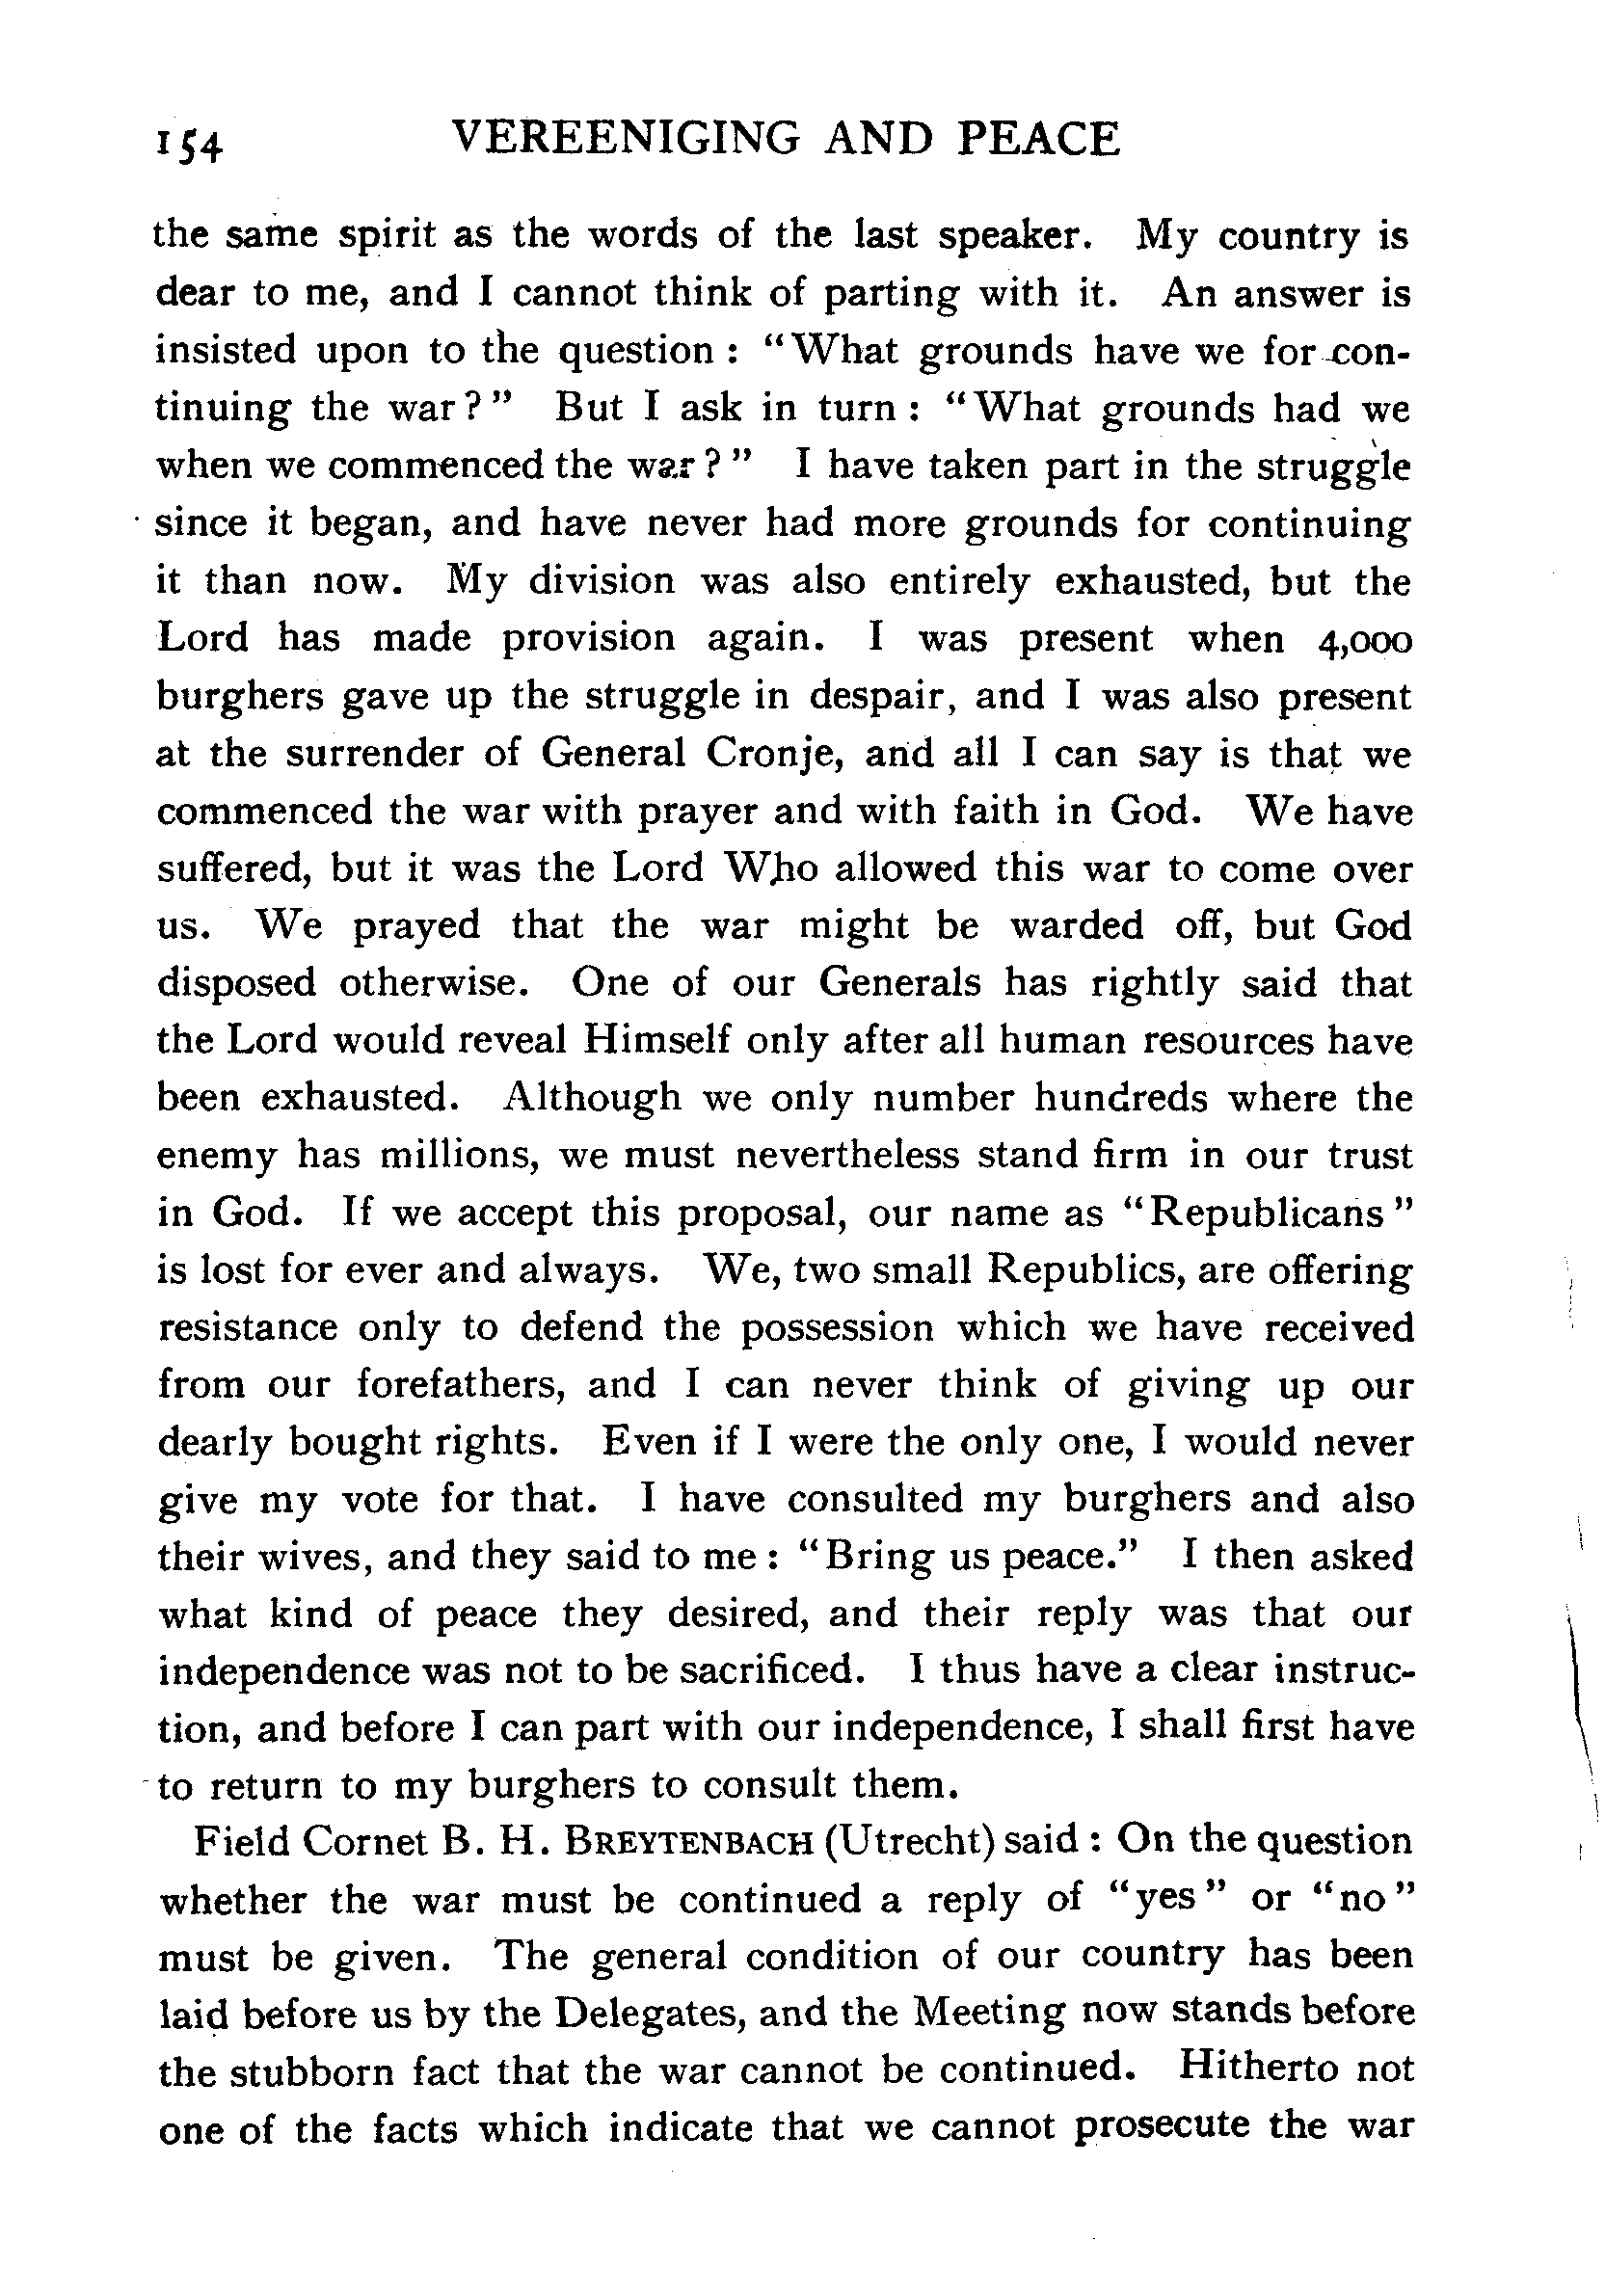 154 VEREENIGING AND PEACE
the same spirit as the words of the last speaker. My country is
dear to me, and I cannot think of parting with it. An answer is
insisted upon to the question : "What grounds have we for con-
tinuing the war?" But I ask in turn : "What grounds had we
when we commenced the war?" I have taken part in the struggle
since it began, and have never had more grounds for continuing
it than now. My division was also entirely exhausted, but the
Lord has made provision again. I was present when 4,000
burghers gave up the struggle in despair, and I was also present
at the surrender of General Cronje, and all I can say is that we
commenced the war with prayer and with faith in God. We have
suffered, but it was the Lord Who allowed this war to come over
us. We prayed that the war might be warded off, but God
disposed otherwise. One of our Generals has rightly said that
the Lord would reveal Himself only after all human resources have
been exhausted. Although we only number hundreds where the
enemy has millions, we must nevertheless stand firm in our trust
in God. If we accept this proposal, our name as "Republicans"
is lost for ever and always. We, two small Republics, are offering
resistance only to defend the possession which we have received
from our forefathers, and I can never think of giving up our
dearly bought rights. Even if I were the only one, I would never
give my vote for that. I have consulted my burghers and also
their wives, and they said to me : "Bring us peace." I then asked
what kind of peace they desired, and their reply was that our
independence was not to be sacrificed. I thus have a clear instruc-
tion, and before I can part with our independence, I shall first have
to return to my burghers to consult them.
Field Cornet B. H. BREYTENBACH (Utrecht) said : On the question
whether the war must be continued a reply of "yes" or "no"
must be given. The general condition of our country has been
laid before us by the Delegates, and the Meeting now stands before
the stubborn fact that the war cannot be continued. Hitherto not
one of the facts which indicate that we cannot prosecute the war